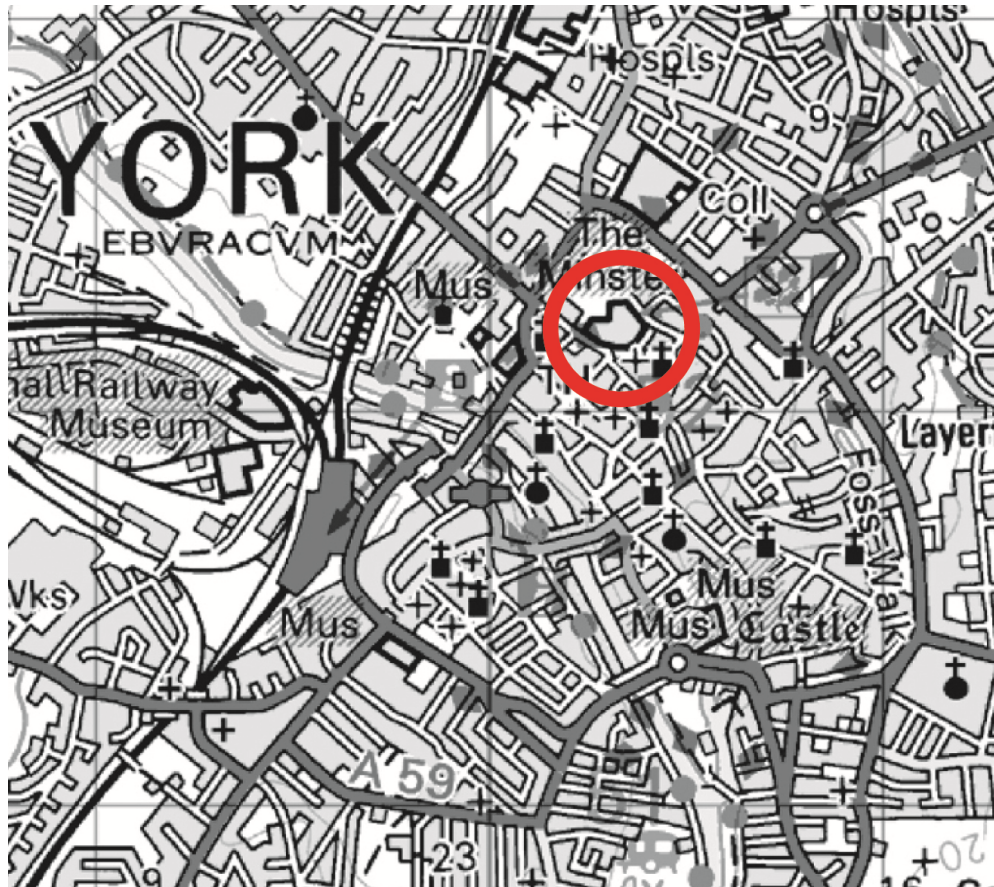 Hospls
Hospls
YORK
9
Coll
EBVRACVM
The
Minster
Mus
nal Railway
Museum
Layer
Foss Walk
Wks
Mus
Mus
Mus
Castle
A 59
23
9
20